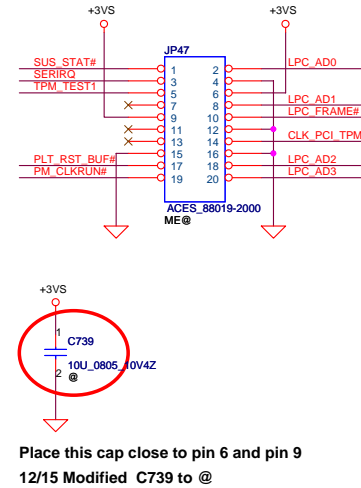 +3VS +3VS
JP47
SUS_STAT# 1 2 LPC_AD0
SERIRQ 3 4
TPM_TEST1 5 6
7 8 LPC_AD1
9 10 LPC_FRAME#
11 12
13 14 CLK_PCI_TPM
15 16
PLT_RST_BUF# 17 18 LPC_AD2
PM_CLKRUN# 19 20 LPC_AD3
ACES_88019-2000
ME@
+3VS
1
C739
10U_0805_10V4Z
2 @
Place this cap close to pin 6 and pin 9
12/15 Modified C739 to @